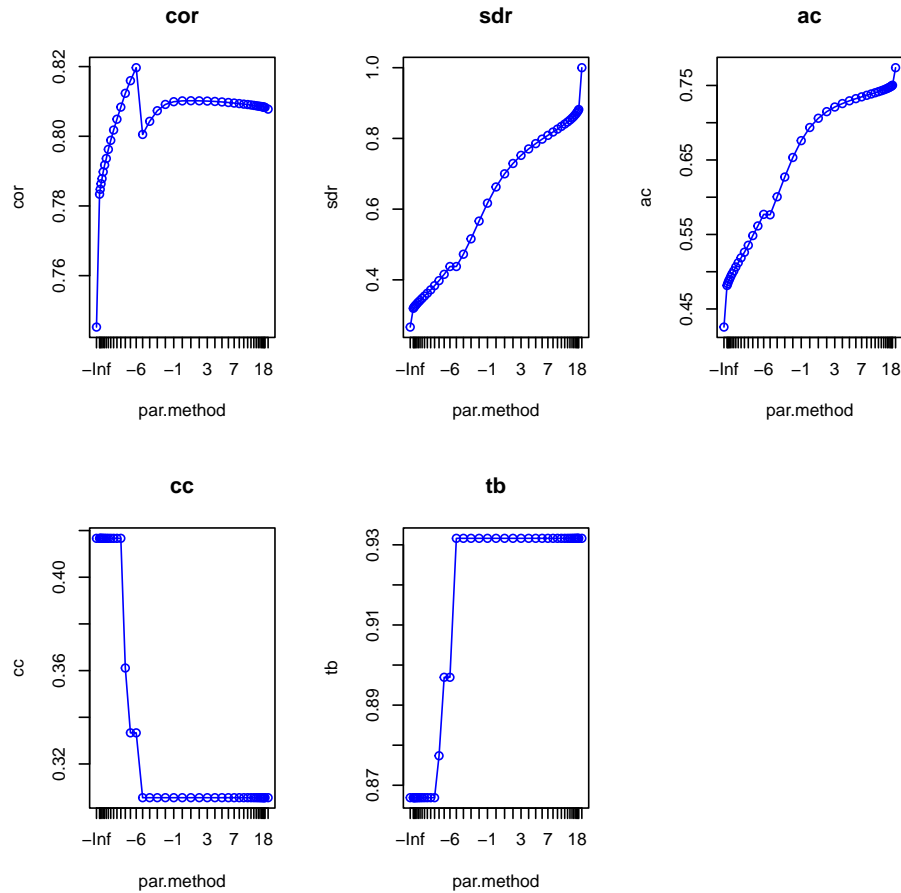 cor
sdr
ac
0.82
0.80
0.78
0.76
cor
−Inf −6 −1 3 7 18
par.method
1.0
0.8
0.6
0.4
sdr
−Inf −6 −1 3 7 18
par.method
0.75
0.65
0.55
0.45
ac
−Inf −6 −1 3 7 18
par.method
cc
tb
0.40
0.36
0.32
cc
−Inf −6 −1 3 7 18
par.method
0.93
0.91
0.89
0.87
tb
−Inf −6 −1 3 7 18
par.method